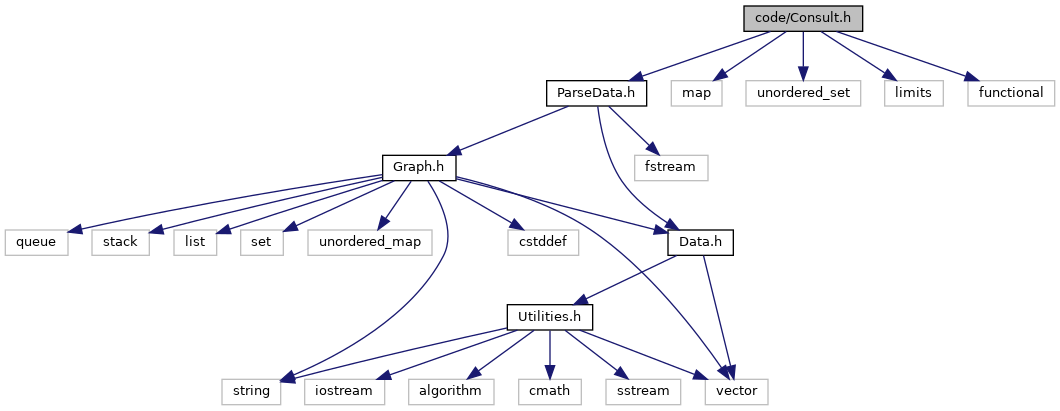 code/Consult.h
ParseData.h
map
unordered_set
limits
functional
Graph.h
fstream
queue
stack
list
set
unordered_map
cstddef
Data.h
Utilities.h
string
iostream
algorithm
cmath
sstream
vector